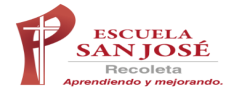 ESCUELA
SAN JOSÉ
Recoleta
Aprendiendo y mejorando.